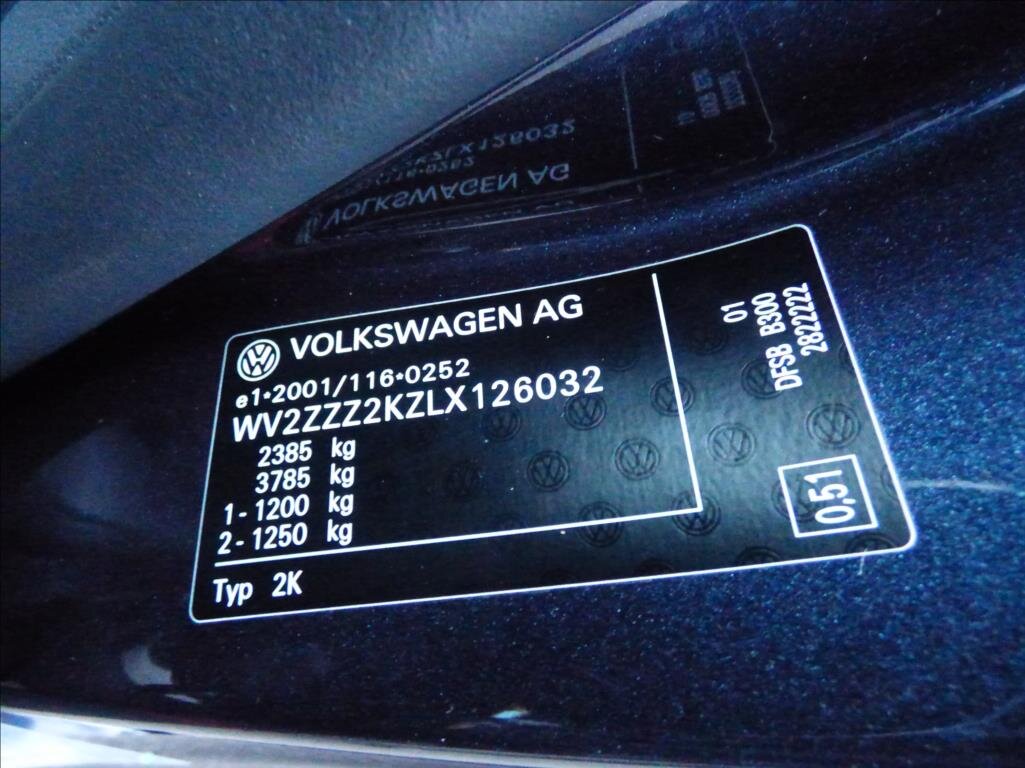 VOLKSWAGEN AG
e1*2001/116*0252
WV2ZZZ2KZLX126032
2385 kg
3785 kg
1 - 1200 kg
2 - 1250 kg
Typ 2K
01
DFSB B300
2822222
0,51
VOLKSWAGEN AG